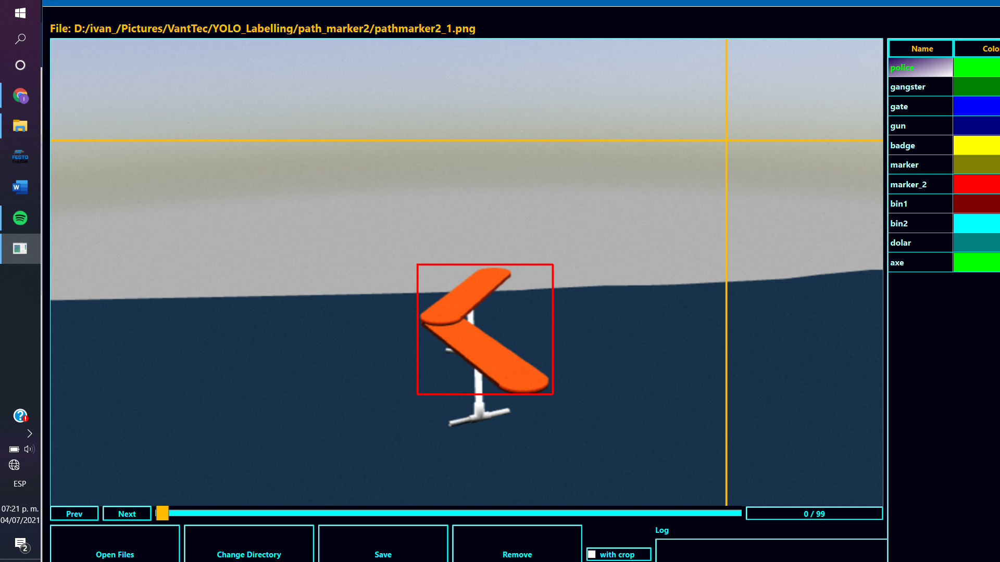 File: D:/ivan_/Pictures/VantTec/YOLO_Labelling/path_marker2/pathmarker2_1.png
Name Colo
police
gangster
gate
gun
badge
marker
marker_2
bin1
bin2
dolar
axe
FESTO
FluidSIM
W
ESP
07:21 p. m.
04/07/2021
2
Prev Next 0 / 99
Log
Open Files Change Directory Save Remove with crop